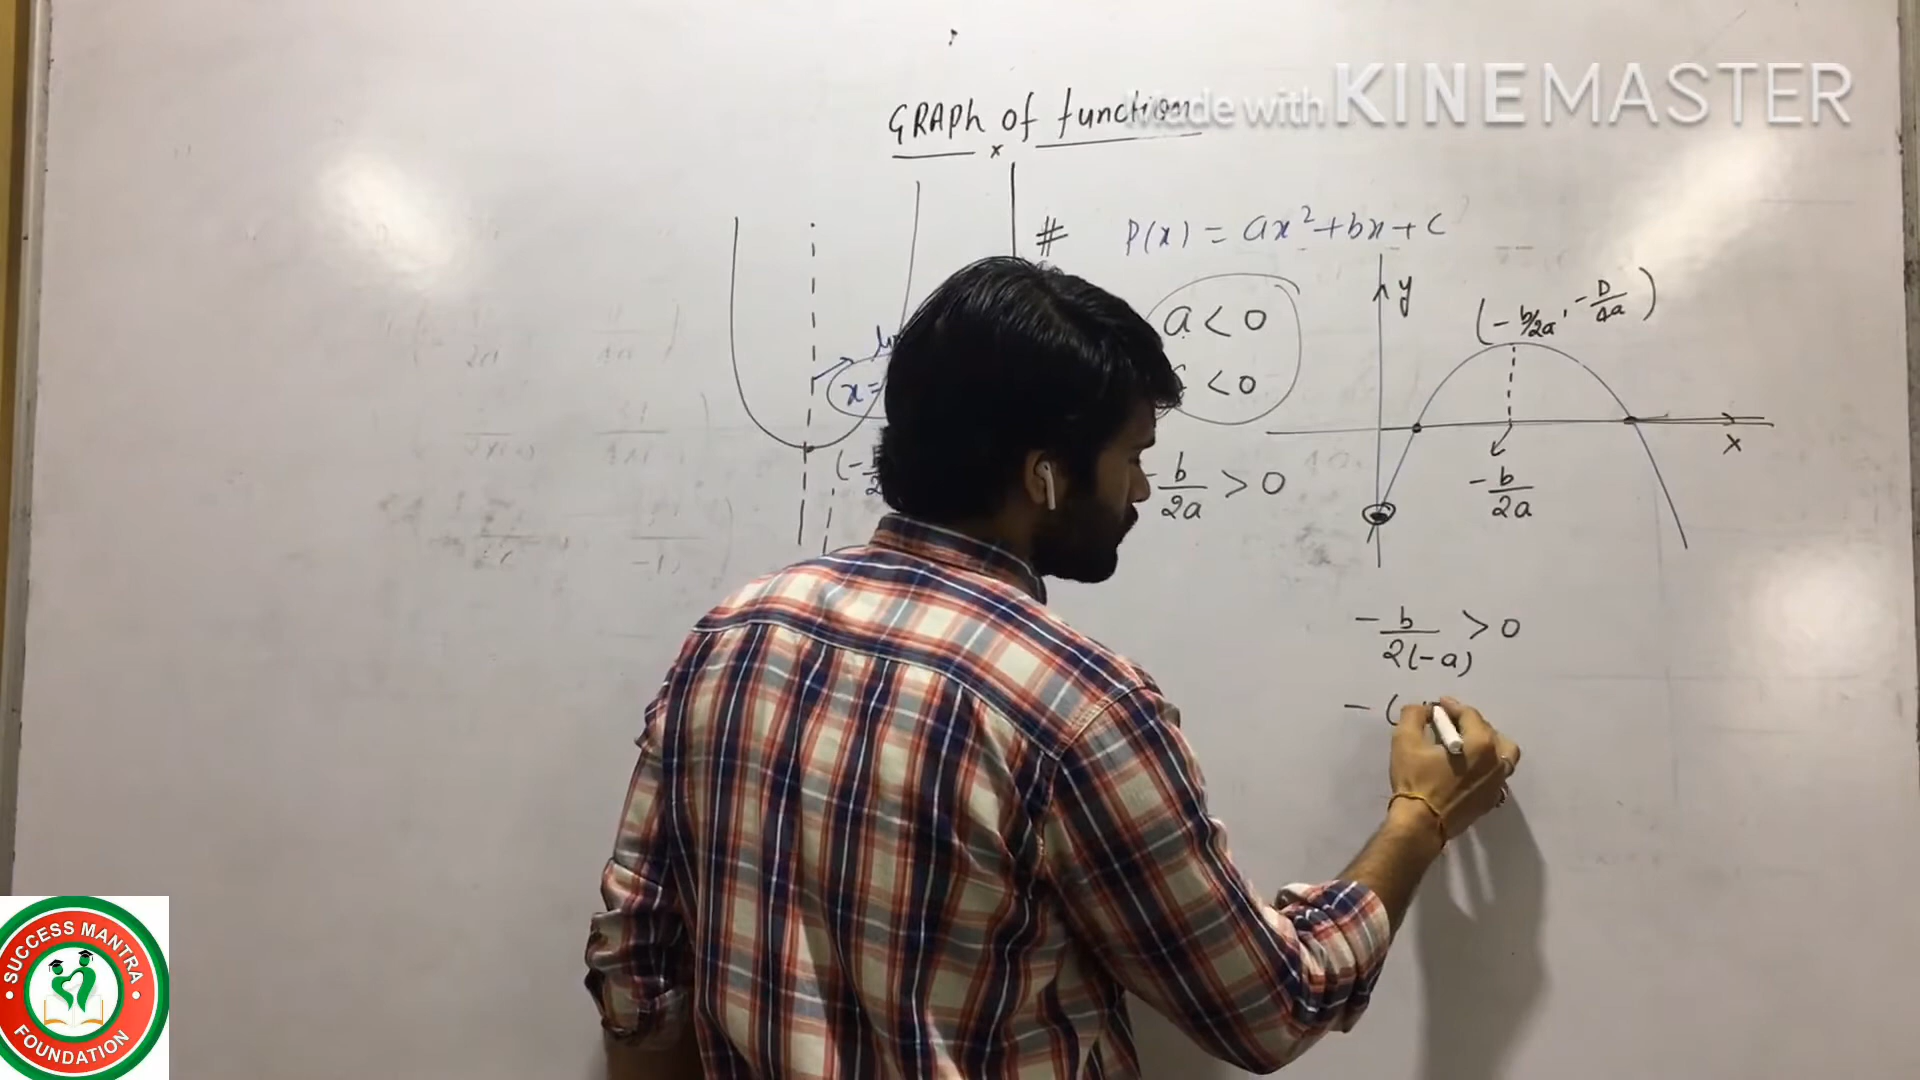 Made with KINEMASTER
GRAPh of function
x
# P(x) = ax² + bx + c
a < 0
< 0
y
(-b/2a, -D/4a)
x
x =
-b/2a
-b/2a > 0
-b/2(-a) > 0
- (
SUCCESS MANTRA
FOUNDATION